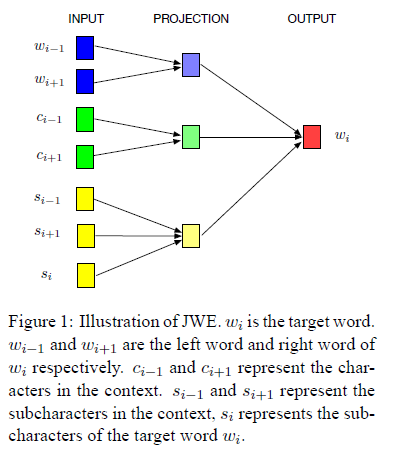 INPUT PROJECTION OUTPUT
w_{i−1}
w_{i+1}
c_{i−1}
w_i
c_{i+1}
s_{i−1}
s_{i+1}
s_i
Figure 1: Illustration of JWE. w_i is the target word.
w_{i−1} and w_{i+1} are the left word and right word of
w_i respectively. c_{i−1} and c_{i+1} represent the char-
acters in the context. s_{i−1} and s_{i+1} represent the
subcharacters in the context, s_i represents the sub-
characters of the target word w_i.